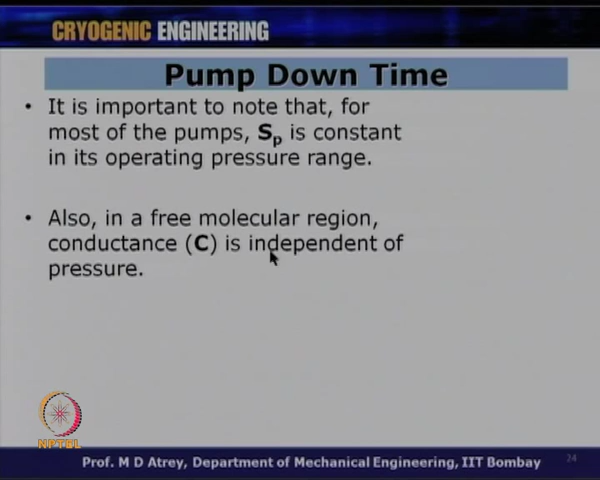 CRYOGENIC ENGINEERING
Pump Down Time
• It is important to note that, for
most of the pumps, Sp is constant
in its operating pressure range.
• Also, in a free molecular region,
conductance (C) is independent of
pressure.
NPTEL
Prof. M D Atrey, Department of Mechanical Engineering, IIT Bombay
24